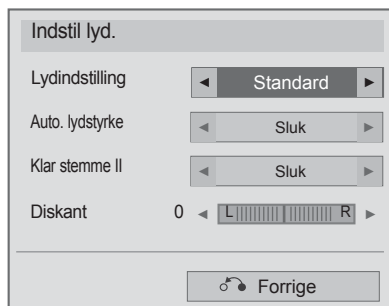 Indstil lyd.
Lydindstilling ◄ Standard ►
Auto. lydstyrke ◄ Sluk ►
Klar stemme II ◄ Sluk ►
Diskant 0 ◄ L R ►
Forrige